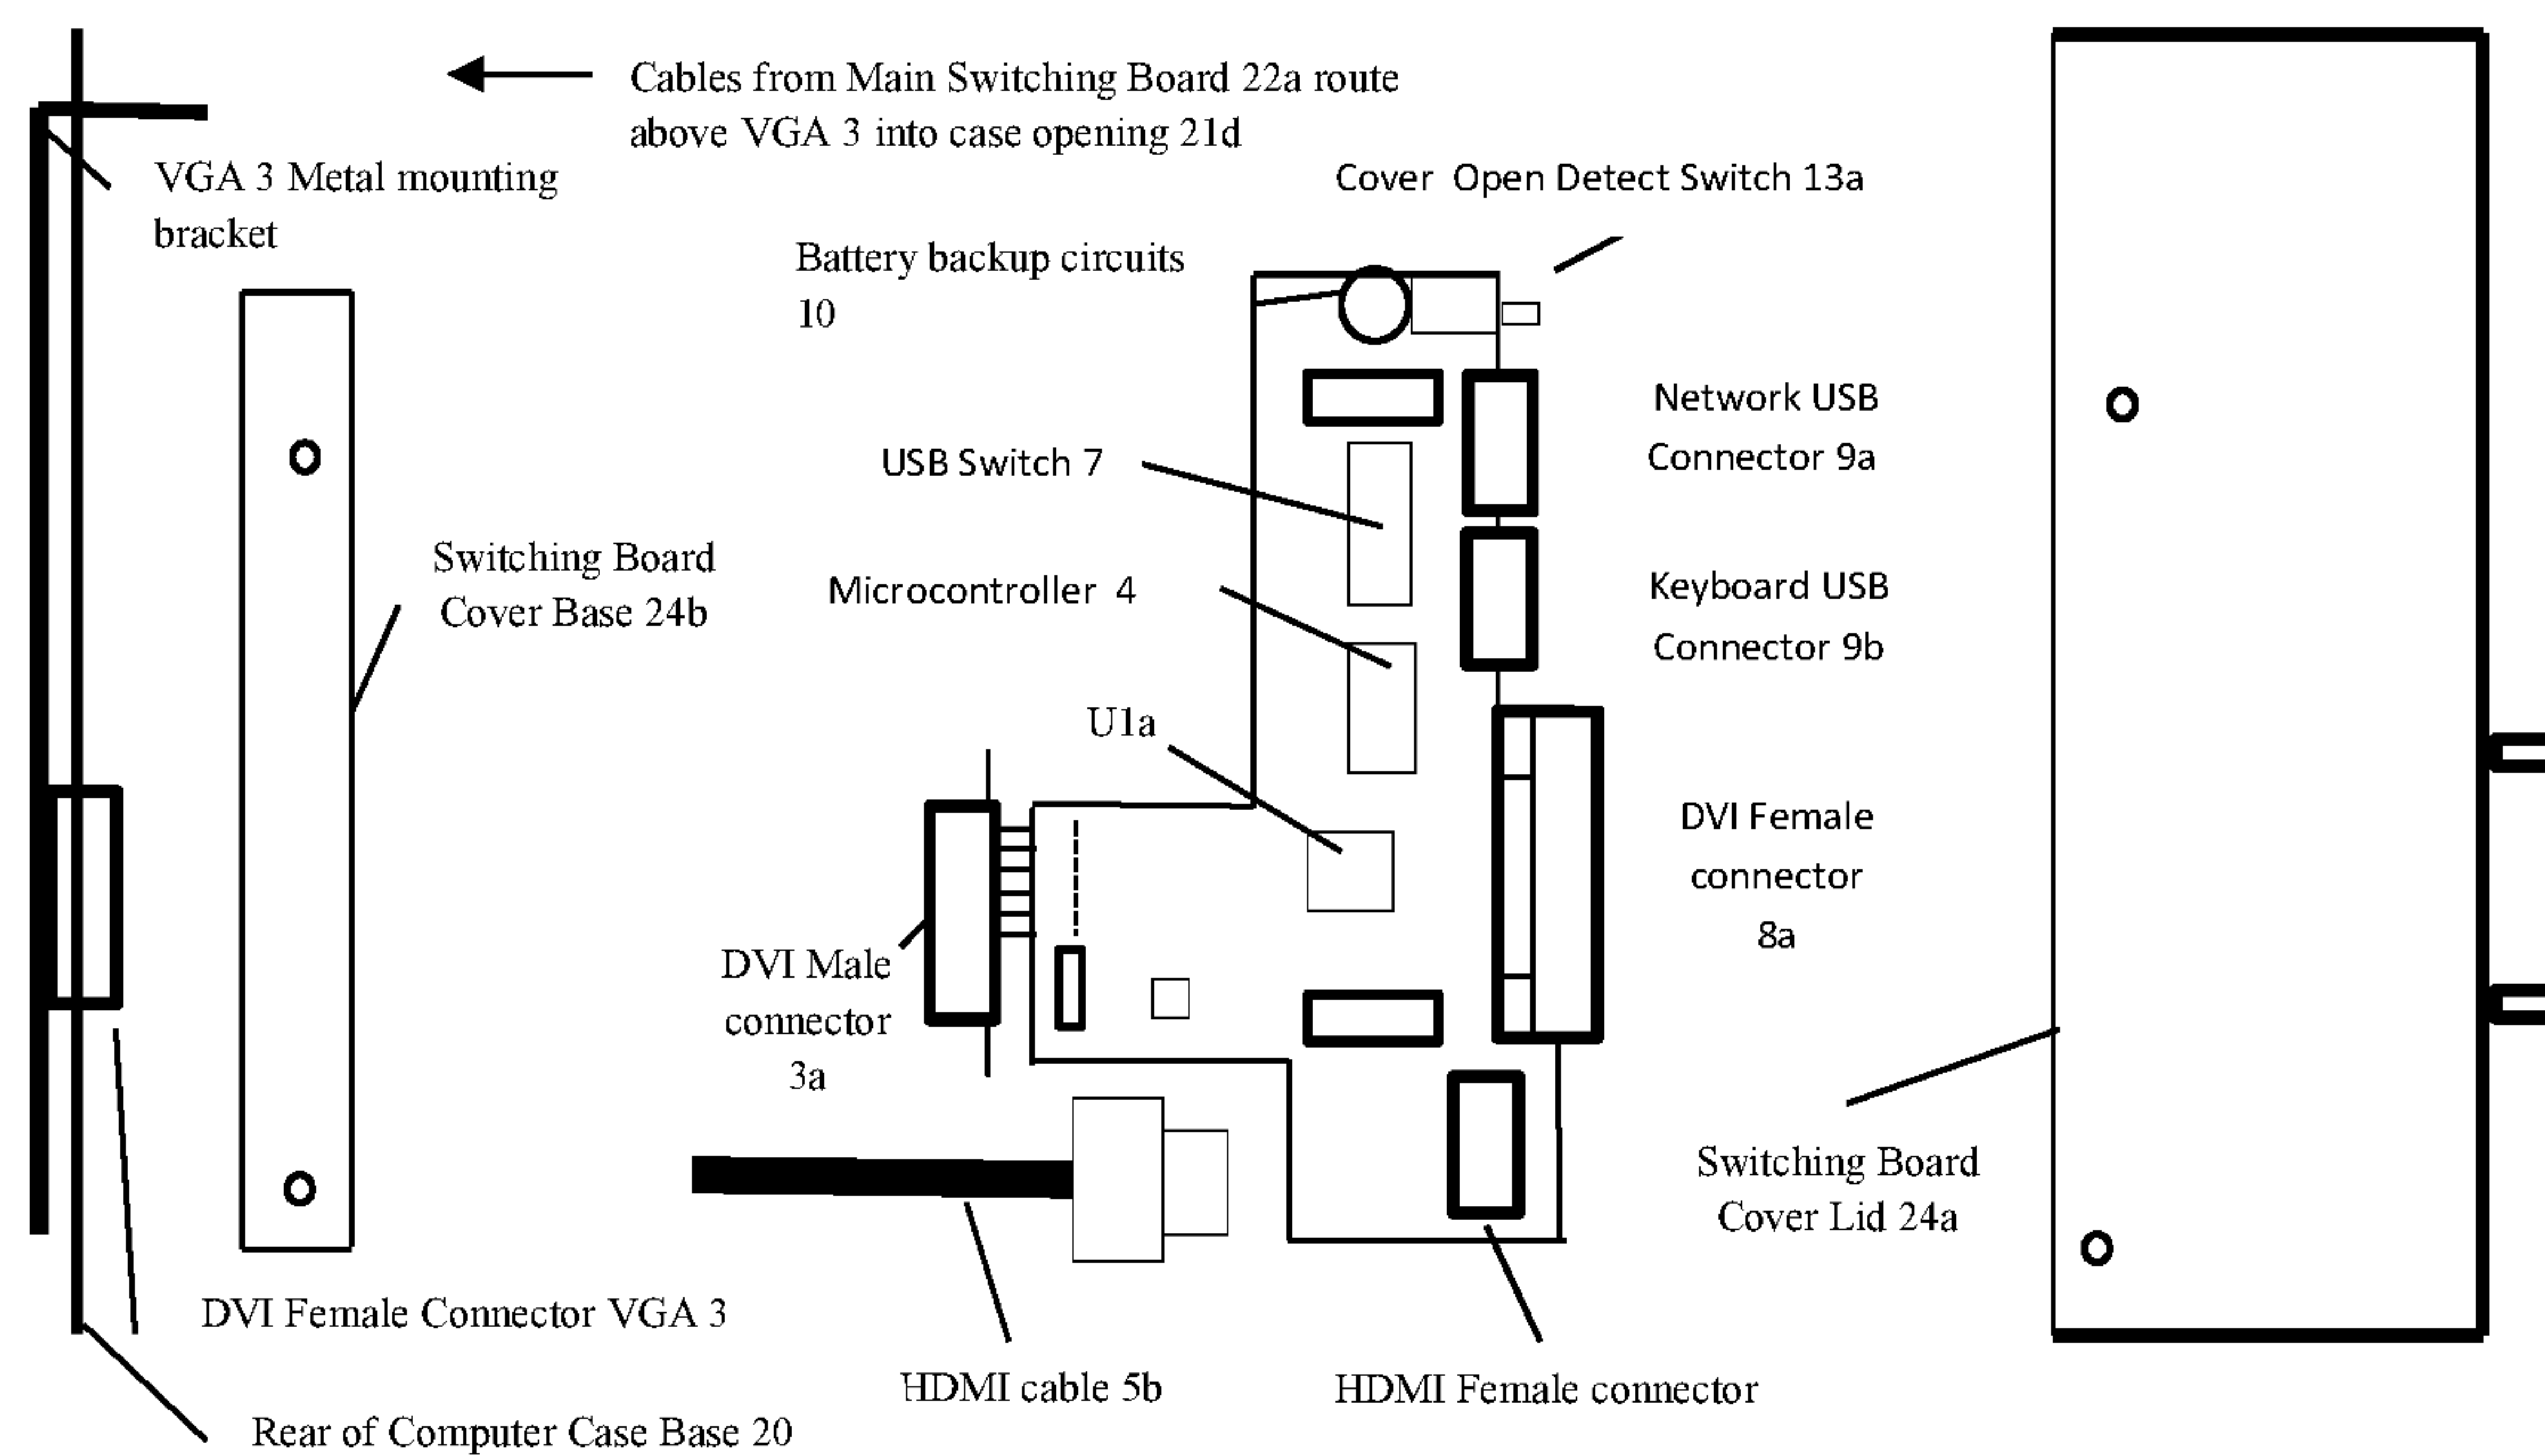 Cables from Main Switching Board 22a route
above VGA 3 into case opening 21d
VGA 3 Metal mounting
bracket
Cover Open Detect Switch 13a
Battery backup circuits
10
Network USB
Connector 9a
USB Switch 7
Switching Board
Cover Base 24b
Microcontroller 4
Keyboard USB
Connector 9b
U1a
DVI Female
connector
8a
DVI Male
connector
3a
Switching Board
Cover Lid 24a
DVI Female Connector VGA 3
HDMI cable 5b
HDMI Female connector
Rear of Computer Case Base 20